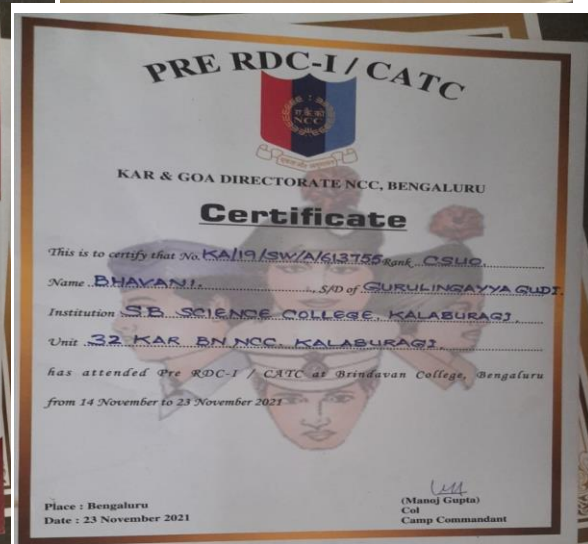 PRE RDC-I / CATC
रा.कै.को
NCC
KAR & GOA DIRECTORATE NCC, BENGALURU
Certificate
This is to certify that No. KA/19/SW/A/613755 Rank CSUO
Name BHAVANI. S/D of GURULINGAYYA GUDI.
Institution S.B. SCIENCE COLLEGE. KALABURAGI.
Unit 32 KAR BN NCC. KALABURAGI.
has attended Pre RDC-I / CATC at Brindavan College, Bengaluru
from 14 November to 23 November 2021
(Manoj Gupta)
Place : Bengaluru Col
Date : 23 November 2021 Camp Commandant